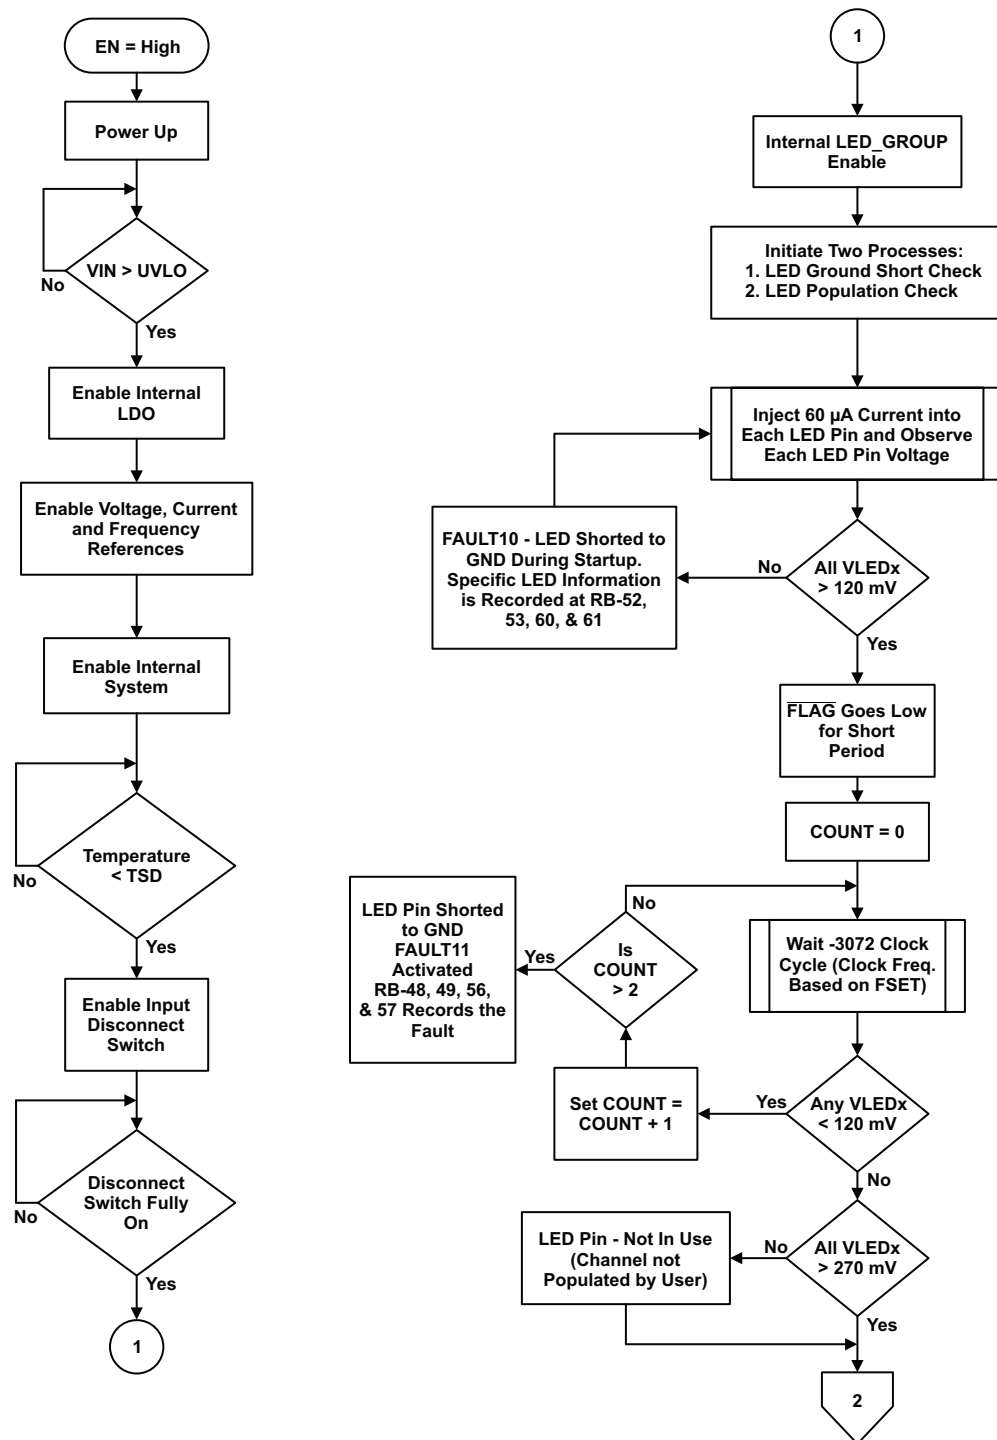 EN = High
Power Up
VIN > UVLO
No
Yes
Enable Internal
LDO
Enable Voltage, Current
and Frequency
References
Enable Internal
System
Temperature
< TSD
No
Yes
Enable Input
Disconnect
Switch
Disconnect
Switch Fully
On
No
Yes
1
1
Internal LED_GROUP
Enable
Initiate Two Processes:
1. LED Ground Short Check
2. LED Population Check
Inject 60 µA Current into
Each LED Pin and Observe
Each LED Pin Voltage
FAULT10 - LED Shorted to
GND During Startup.
Specific LED Information
is Recorded at RB-52,
53, 60, & 61
No
All VLEDx
> 120 mV
Yes
FLAG Goes Low
for Short
Period
COUNT = 0
LED Pin Shorted
to GND
FAULT11
Activated
RB-48, 49, 56,
& 57 Records the
Fault
Yes
No
Is
COUNT
> 2
Wait -3072 Clock
Cycle (Clock Freq.
Based on FSET)
Set COUNT =
COUNT + 1
Yes
Any VLEDx
< 120 mV
No
LED Pin - Not In Use
(Channel not
Populated by User)
No
All VLEDx
> 270 mV
Yes
2